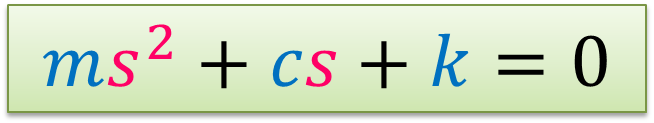 ms² + cs + k = 0